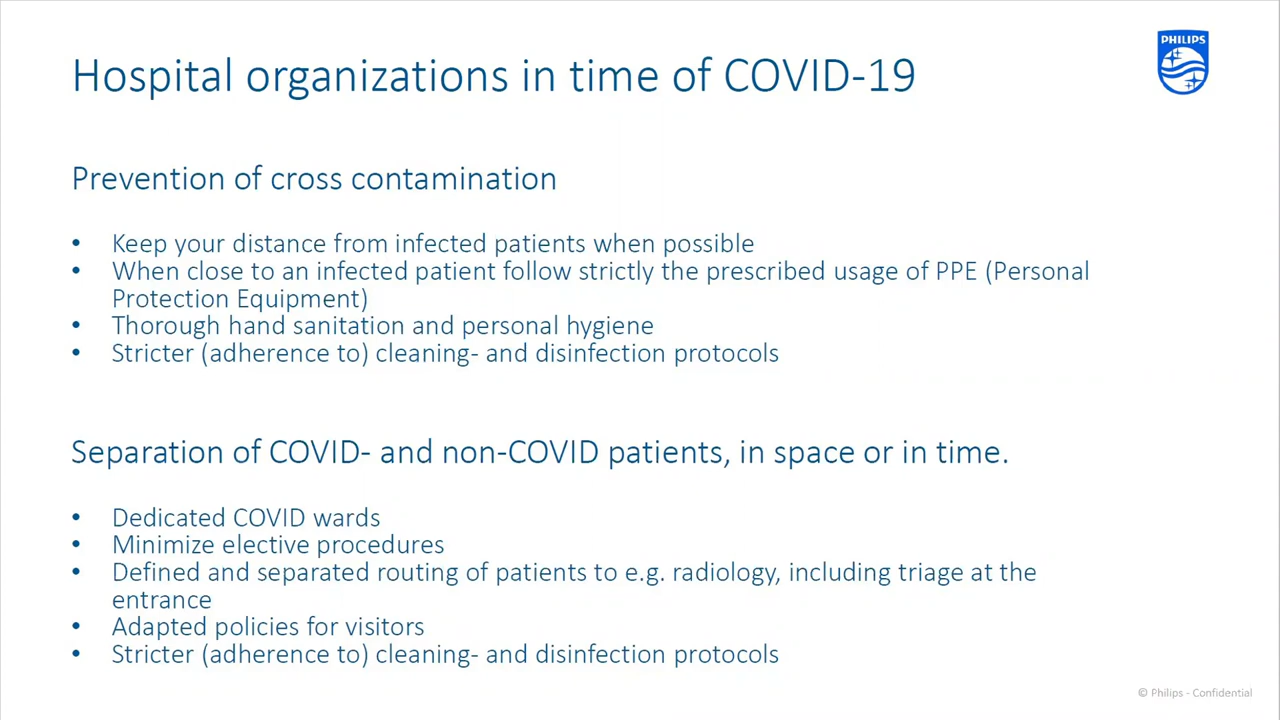 Hospital organizations in time of COVID-19
PHILIPS
Prevention of cross contamination
• Keep your distance from infected patients when possible
• When close to an infected patient follow strictly the prescribed usage of PPE (Personal
Protection Equipment)
• Thorough hand sanitation and personal hygiene
• Stricter (adherence to) cleaning- and disinfection protocols
Separation of COVID- and non-COVID patients, in space or in time.
• Dedicated COVID wards
• Minimize elective procedures
• Defined and separated routing of patients to e.g. radiology, including triage at the
entrance
• Adapted policies for visitors
• Stricter (adherence to) cleaning- and disinfection protocols
© Philips - Confidential